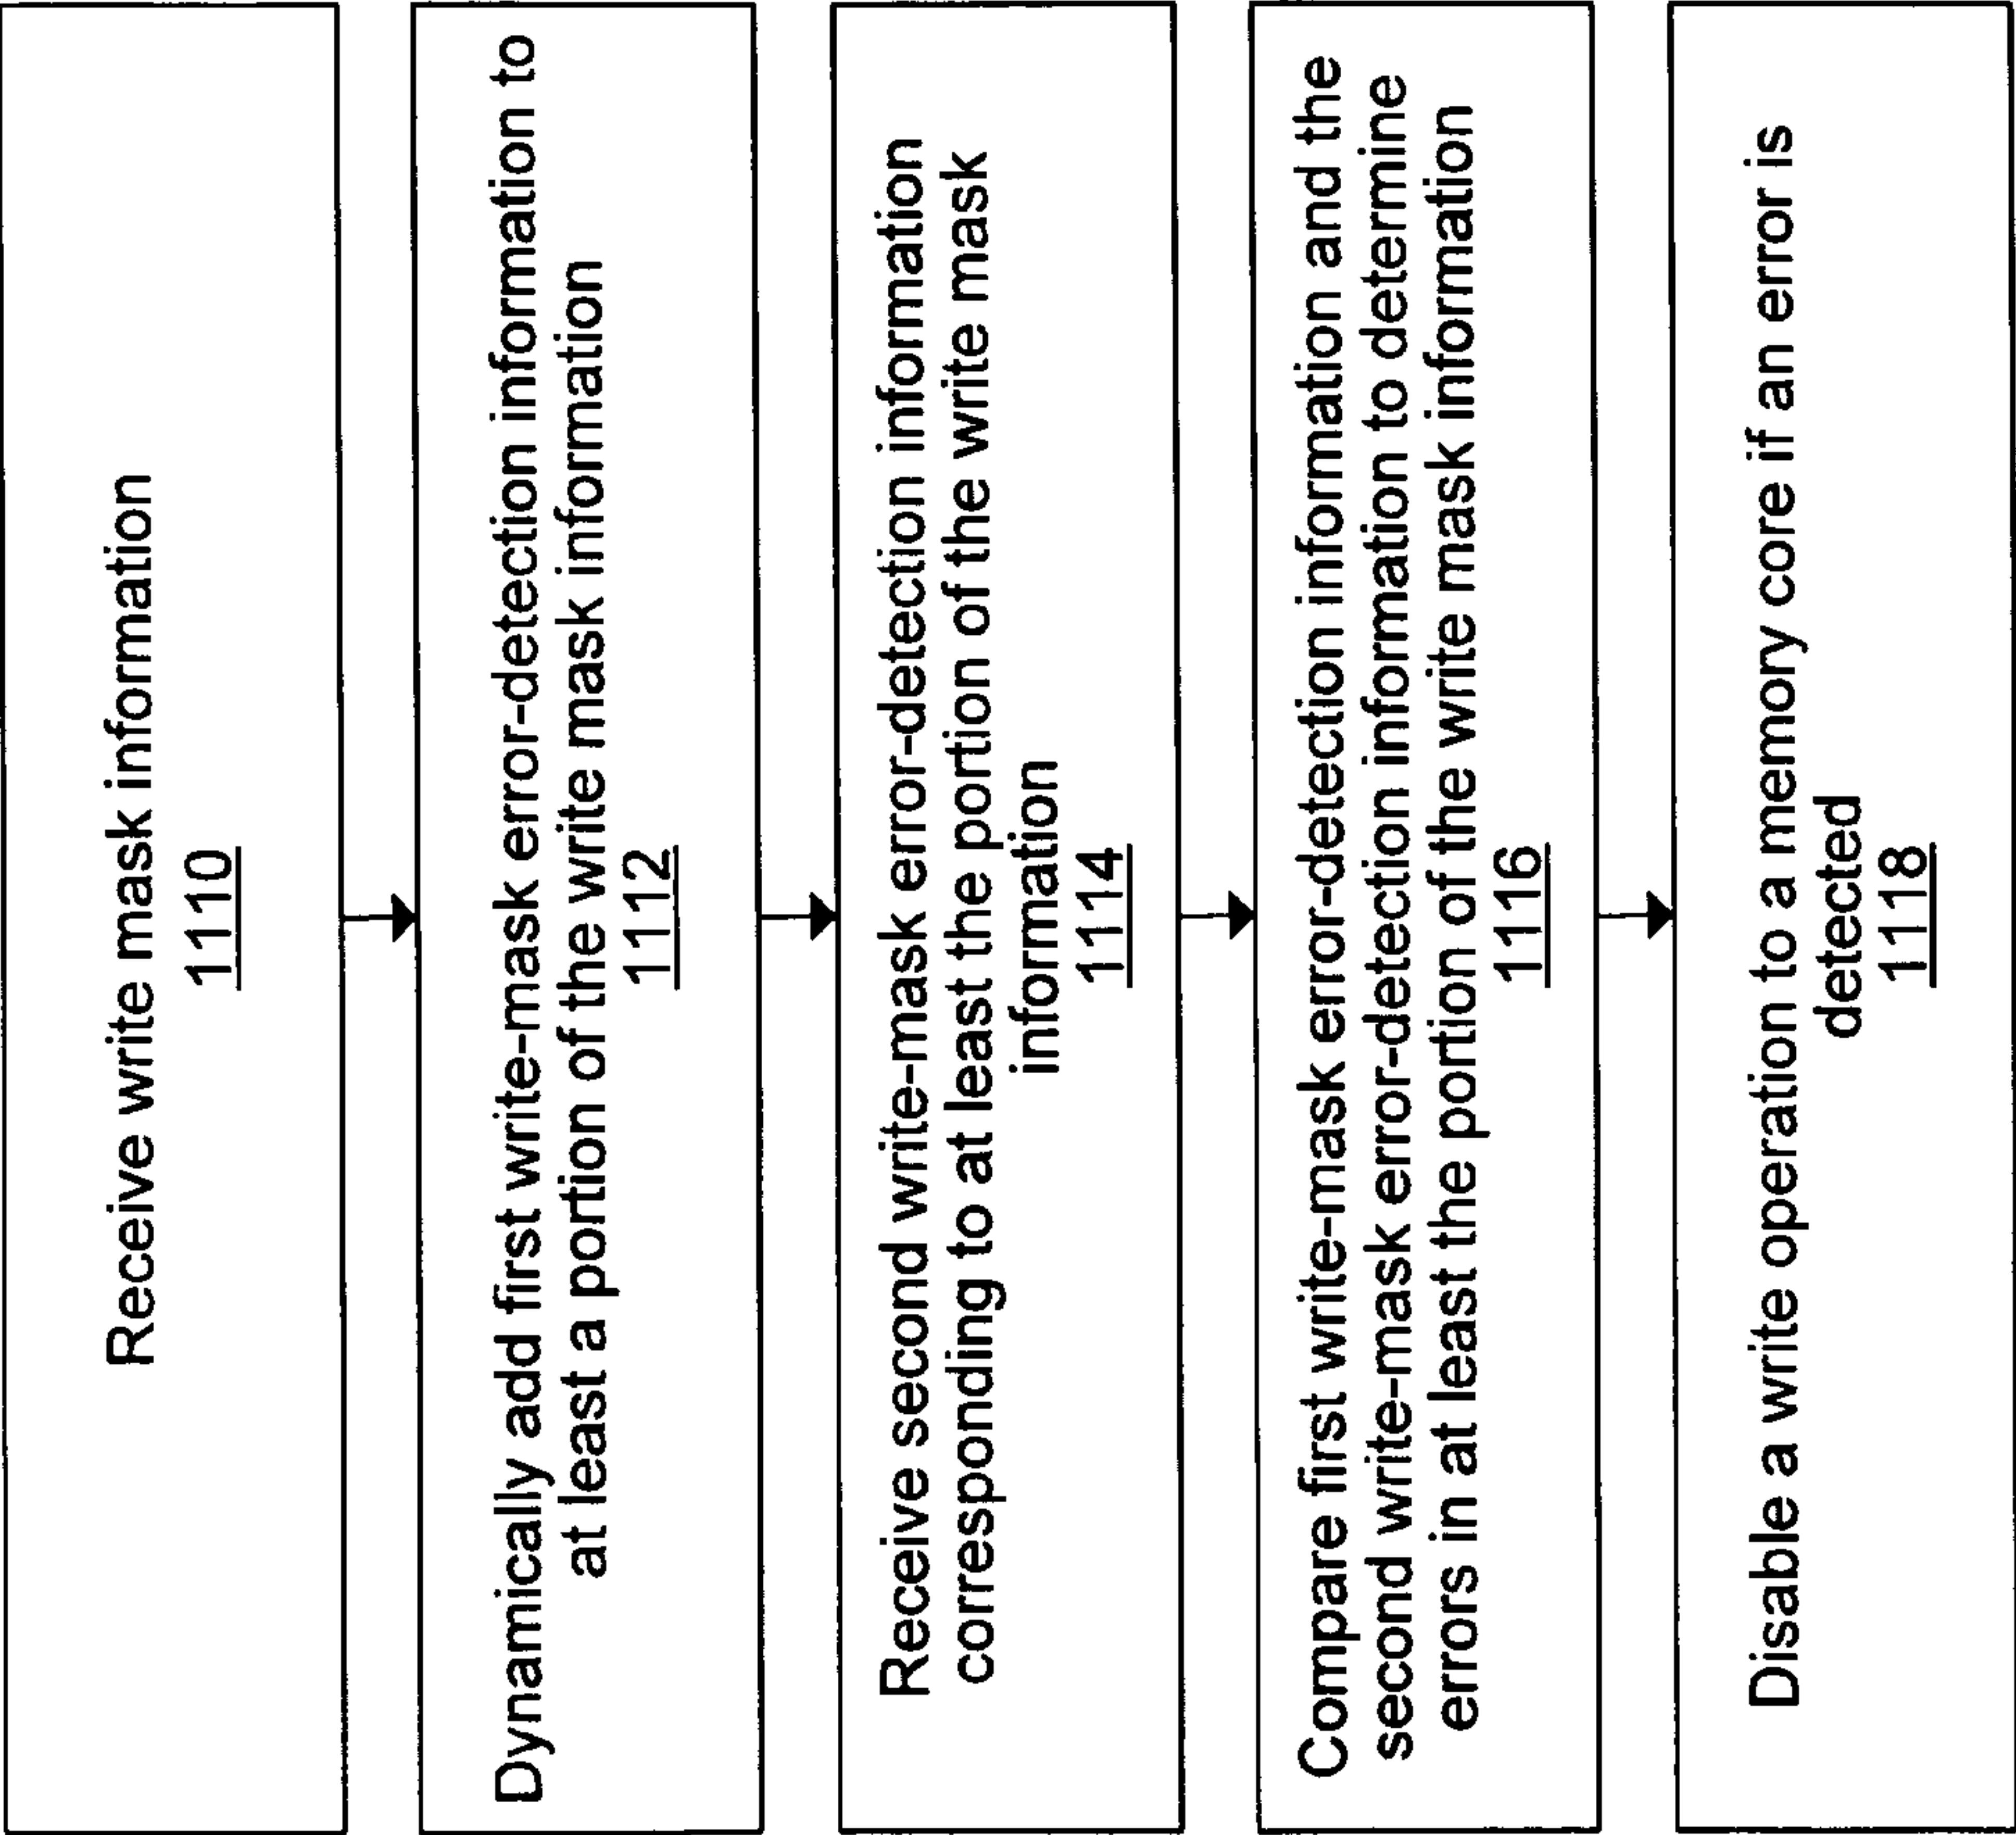 Receive write mask information
1110
Dynamically add first write-mask error-detection information to
at least a portion of the write mask information
1112
Receive second write-mask error-detection information
corresponding to at least the portion of the write mask
information
1114
Compare first write-mask error-detection information and the
second write-mask error-detection information to determine
errors in at least the portion of the write mask information
1116
Disable a write operation to a memory core if an error is
detected
1118